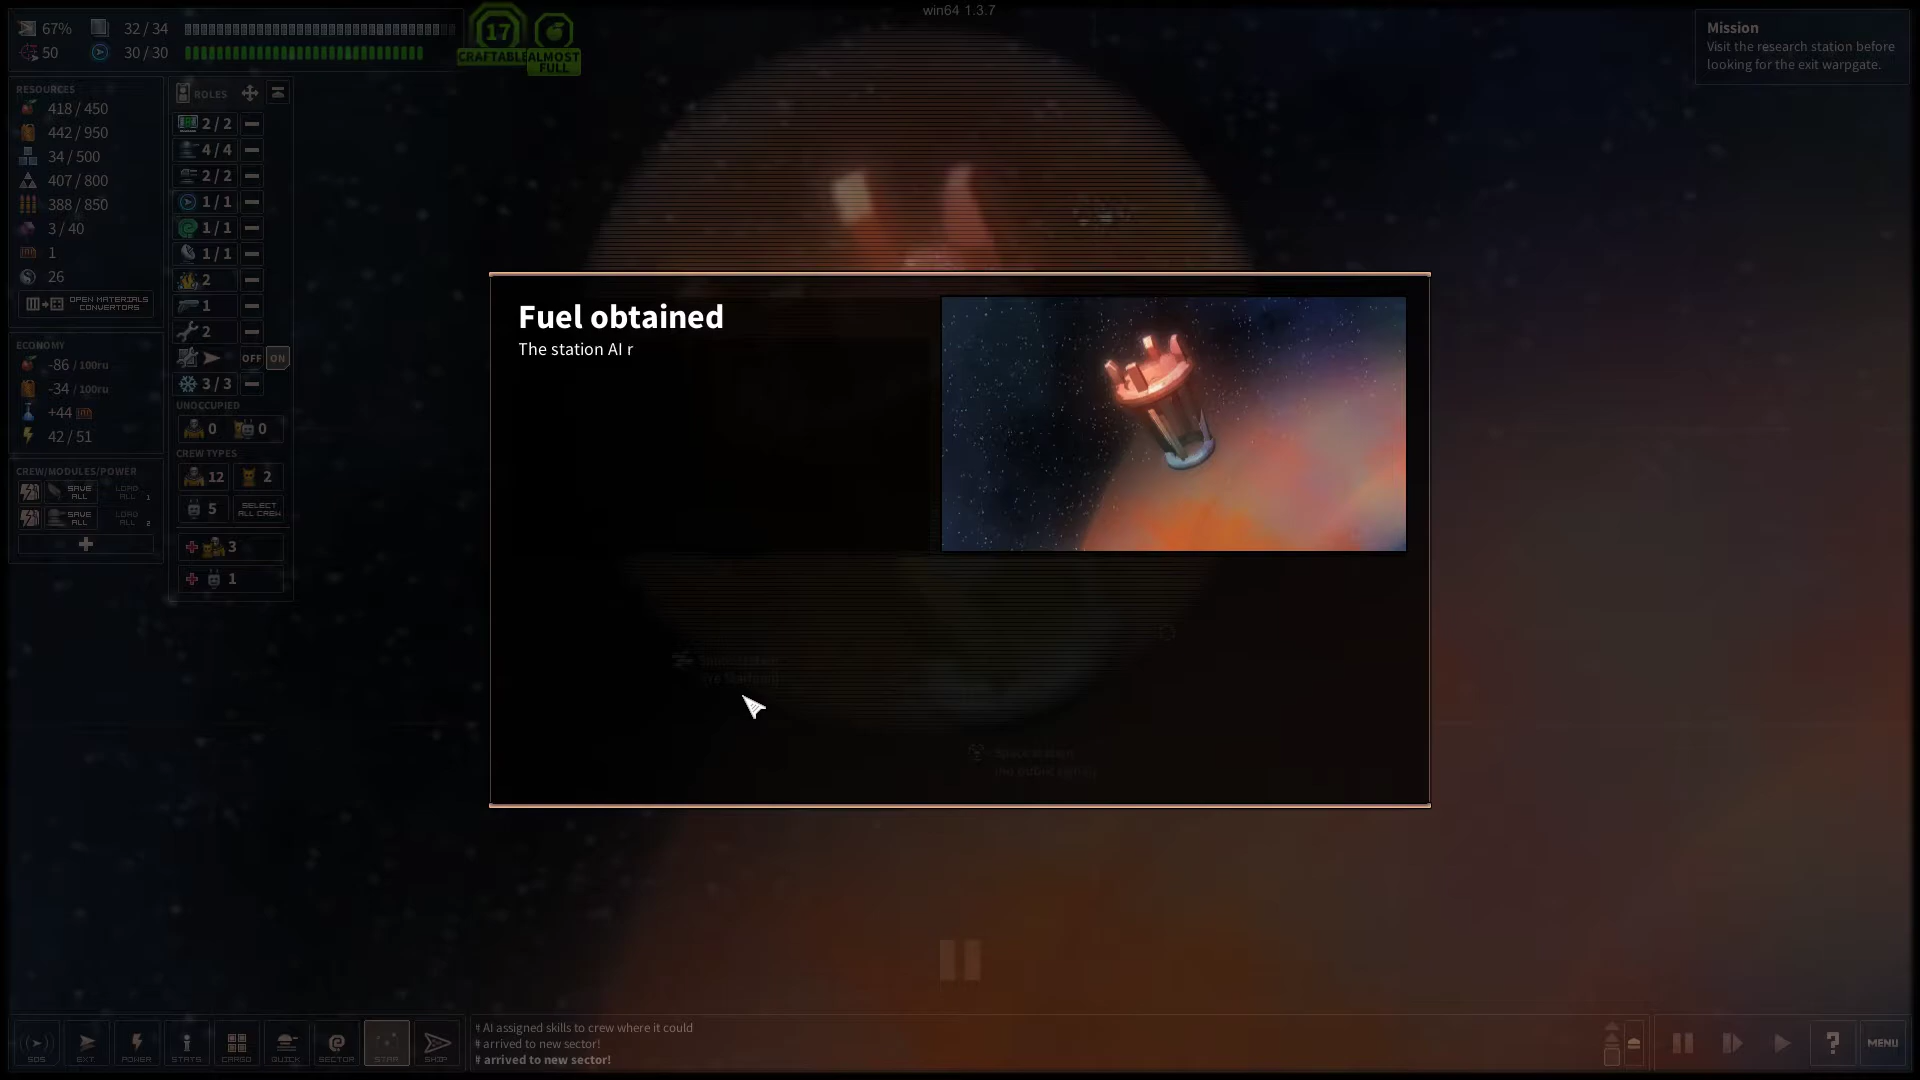 win64 1.3.7
67%
32 / 34
50
30 / 30
17
CRAFTABLE
ALMOST
FULL
Mission
Visit the research station before
looking for the exit warpgate.
RESOURCES
418 / 450
442 / 950
34 / 500
407 / 800
388 / 850
3 / 40
1
26
OPEN MATERIALS
CONVERTORS
ECONOMY
-86 / 100ru
-34 / 100ru
+44
42 / 51
CREW/MODULES/POWER
SAVE ALL
LOAD ALL 1
SAVE ALL
LOAD ALL 2
ROLES
2 / 2
4 / 4
2 / 2
1 / 1
1 / 1
1 / 1
2
1
2
OFF ON
3 / 3
UNOCCUPIED
0 0
CREW TYPES
12 2
5 SELECT ALL CREW
3
1
Fuel obtained
The station AI r
SOS
EXT
POWER
STATS
CARGO
QUICK
SECTOR
STAR
SHIP
AI assigned skills to crew where it could
arrived to new sector!
arrived to new sector!
?
MENU